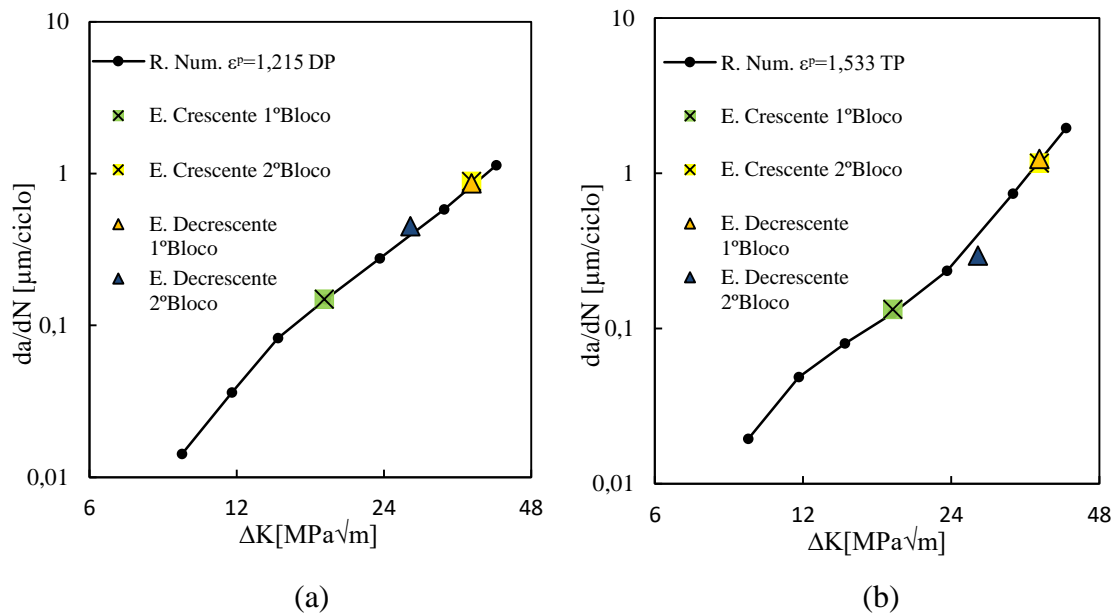 10
R. Num. εᵖ=1,215 DP
E. Crescente 1ºBloco
E. Crescente 2ºBloco
E. Decrescente
1ºBloco
E. Decrescente
2ºBloco
1
0,1
0,01
da/dN [µm/ciclo]
6 12 24 48
ΔK[MPa√m]
(a)
10
R. Num. εᵖ=1,533 TP
E. Crescente 1ºBloco
E. Crescente 2ºBloco
E. Decrescente
1ºBloco
E. Decrescente
2ºBloco
1
0,1
0,01
da/dN [µm/ciclo]
6 12 24 48
ΔK[MPa√m]
(b)